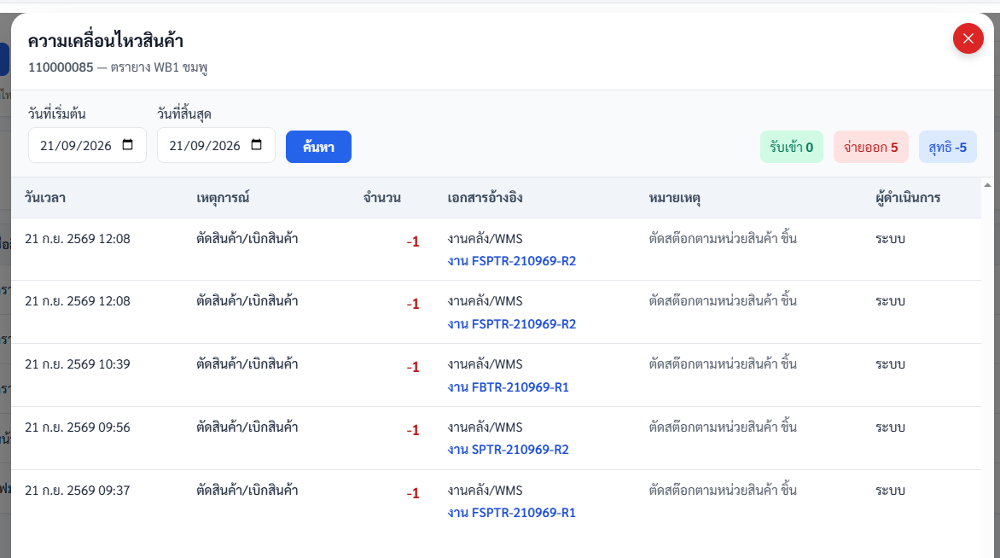 ความเคลื่อนไหวสินค้า
110000085 — ตรายาง WB1 ชมพู
วันที่เริ่มต้น วันที่สิ้นสุด
21/09/2026 21/09/2026 ค้นหา รับเข้า 0 จ่ายออก 5 สุทธิ -5
วันเวลา เหตุการณ์ จำนวน เอกสารอ้างอิง หมายเหตุ ผู้ดำเนินการ
21 ก.ย. 2569 12:08 ตัดสินค้า/เบิกสินค้า -1 งานคลัง/WMS ตัดสต๊อกตามหน่วยสินค้า ชิ้น ระบบ
งาน FSPTR-210969-R2
21 ก.ย. 2569 12:08 ตัดสินค้า/เบิกสินค้า -1 งานคลัง/WMS ตัดสต๊อกตามหน่วยสินค้า ชิ้น ระบบ
งาน FSPTR-210969-R2
21 ก.ย. 2569 10:39 ตัดสินค้า/เบิกสินค้า -1 งานคลัง/WMS ตัดสต๊อกตามหน่วยสินค้า ชิ้น ระบบ
งาน FBTR-210969-R1
21 ก.ย. 2569 09:56 ตัดสินค้า/เบิกสินค้า -1 งานคลัง/WMS ตัดสต๊อกตามหน่วยสินค้า ชิ้น ระบบ
งาน SPTR-210969-R2
21 ก.ย. 2569 09:37 ตัดสินค้า/เบิกสินค้า -1 งานคลัง/WMS ตัดสต๊อกตามหน่วยสินค้า ชิ้น ระบบ
งาน FSPTR-210969-R1